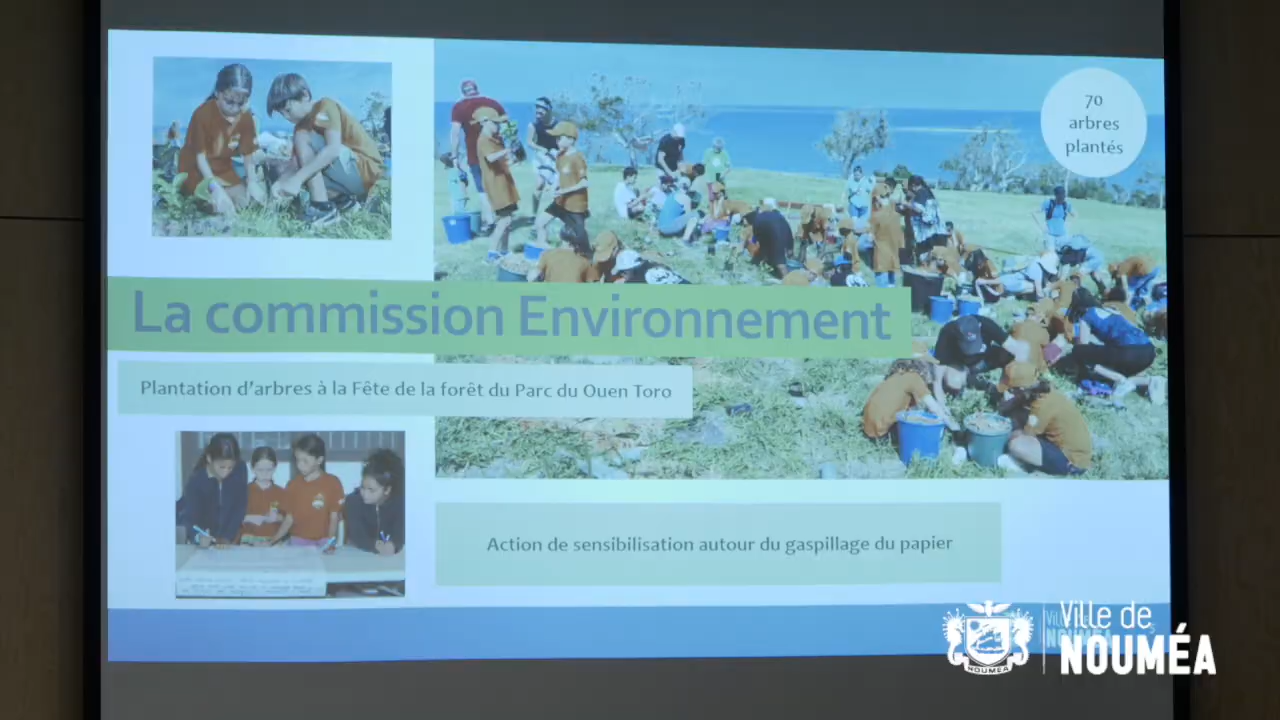 70
arbres
plantés
La commission Environnement
Plantation d'arbres à la Fête de la forêt du Parc du Ouen Toro
Action de sensibilisation autour du gaspillage du papier
Ville de
NOUMÉA
NOUMEA